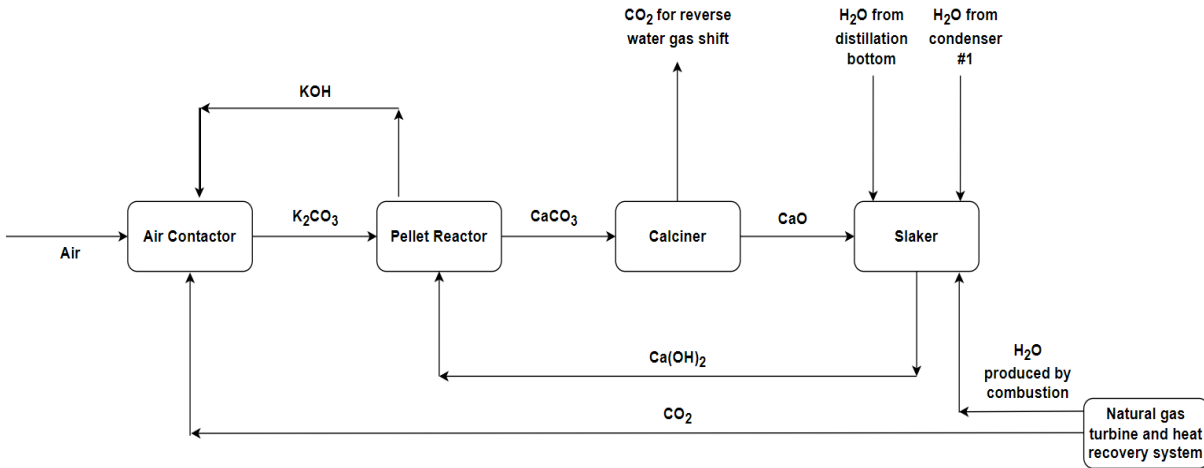 CO₂ for reverse
water gas shift
H₂O from
distillation
bottom
H₂O from
condenser
#1
KOH
Air
Air Contactor
K₂CO₃
Pellet Reactor
CaCO₃
Calciner
CaO
Slaker
Ca(OH)₂
H₂O
produced by
combustion
CO₂
Natural gas
turbine and heat
recovery system